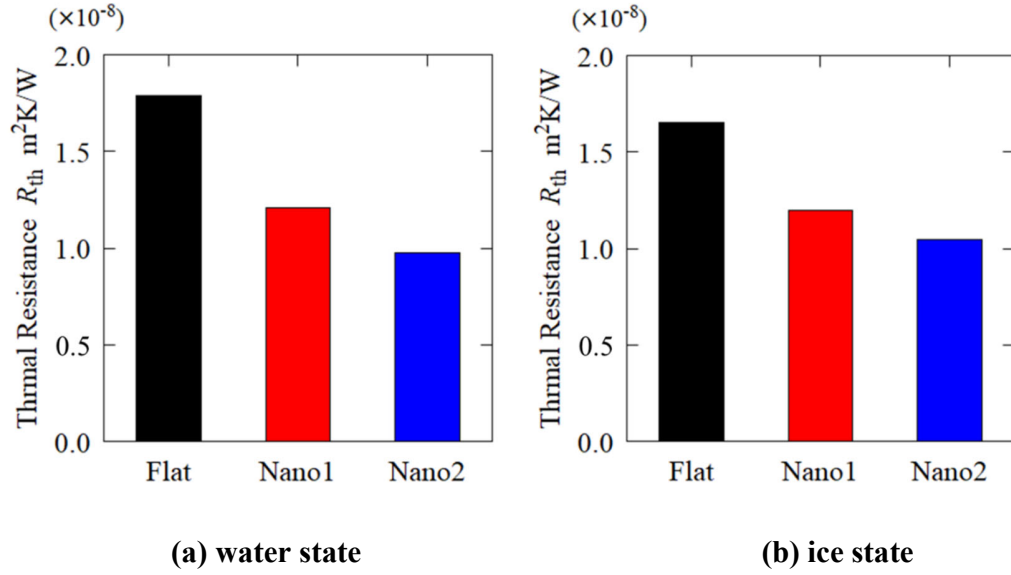 (×10⁻⁸)
Thrmal Resistance Rth m²K/W
2.0
1.5
1.0
0.5
0.0
Flat Nano1 Nano2
(a) water state
(×10⁻⁸)
Thrmal Resistance Rth m²K/W
2.0
1.5
1.0
0.5
0.0
Flat Nano1 Nano2
(b) ice state